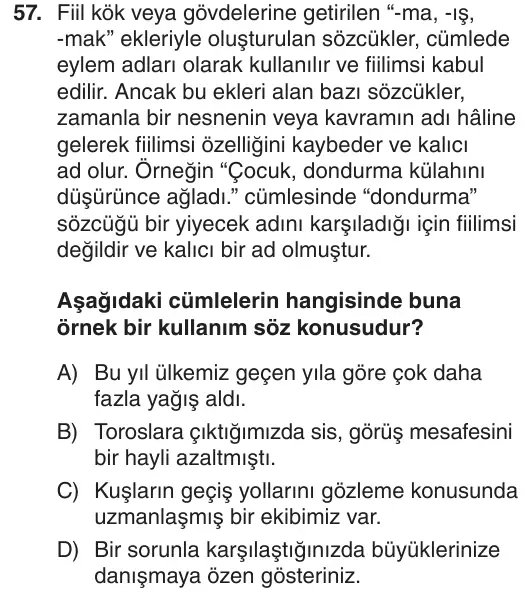 57. Fiil kök veya gövdelerine getirilen “-ma, -ış,
-mak” ekleriyle oluşturulan sözcükler, cümlede
eylem adları olarak kullanılır ve fiilimsi kabul
edilir. Ancak bu ekleri alan bazı sözcükler,
zamanla bir nesnenin veya kavramın adı hâline
gelerek fiilimsi özelliğini kaybeder ve kalıcı
ad olur. Örneğin “Çocuk, dondurma külahını
düşürünce ağladı.” cümlesinde “dondurma”
sözcüğü bir yiyecek adını karşıladığı için fiilimsi
değildir ve kalıcı bir ad olmuştur.
Aşağıdaki cümlelerin hangisinde buna
örnek bir kullanım söz konusudur?
A) Bu yıl ülkemiz geçen yıla göre çok daha
fazla yağış aldı.
B) Toroslara çıktığımızda sis, görüş mesafesini
bir hayli azaltmıştı.
C) Kuşların geçiş yollarını gözleme konusunda
uzmanlaşmış bir ekibimiz var.
D) Bir sorunla karşılaştığınızda büyüklerinize
danışmaya özen gösteriniz.